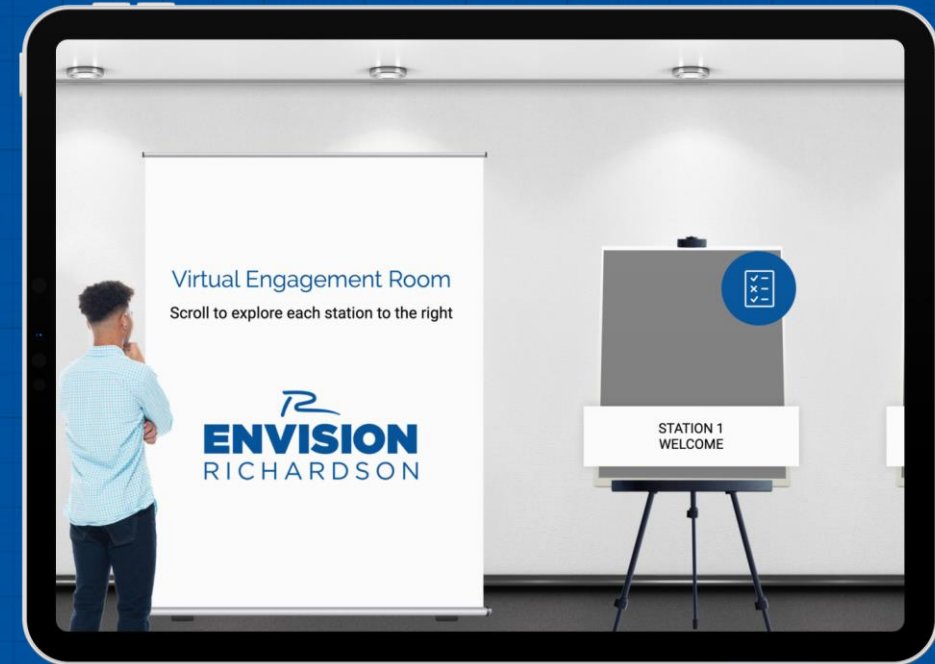 Virtual Engagement Room
Scroll to explore each station to the right
ENVISION
RICHARDSON
STATION 1
WELCOME